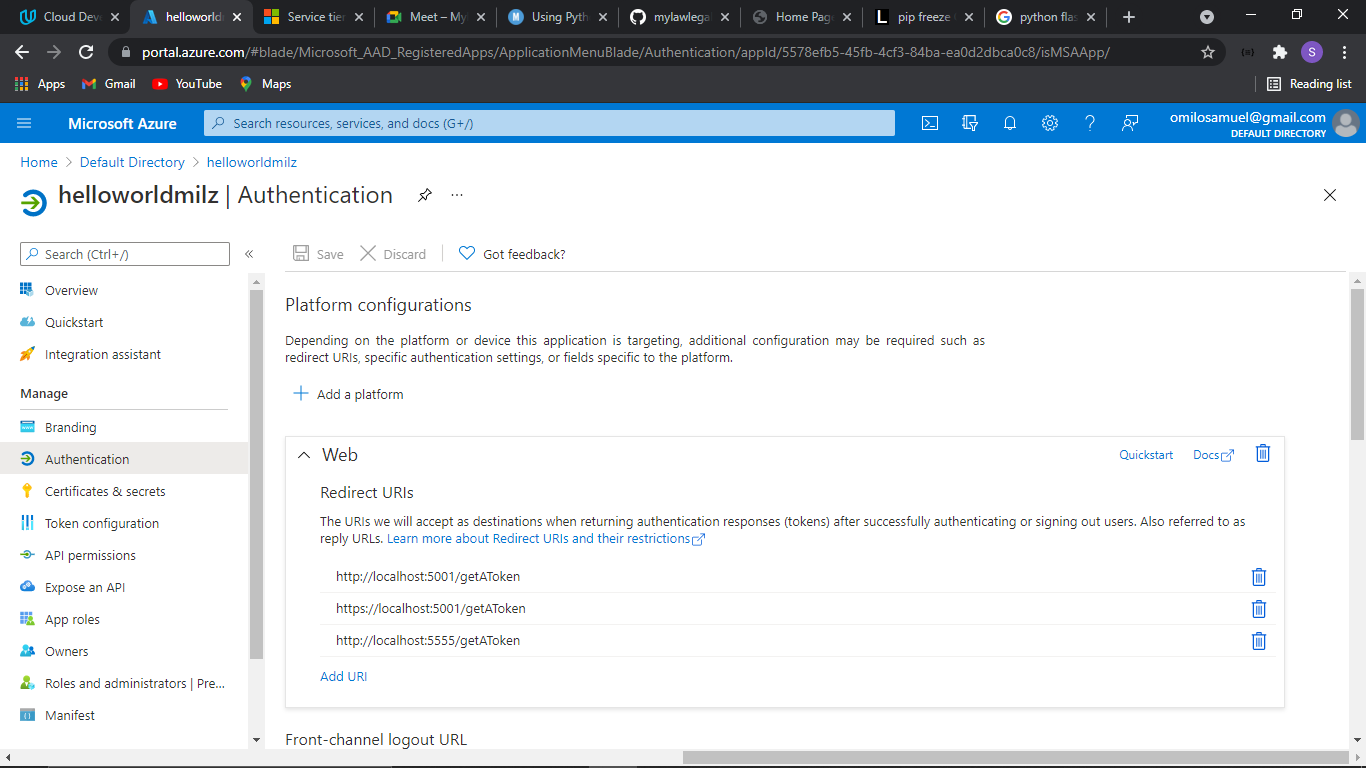 Cloud Dev
helloworld
Service tier
Meet – My
Using Pyth
mylawlega
Home Page
pip freeze
python flas
portal.azure.com/#blade/Microsoft_AAD_RegisteredApps/ApplicationMenuBlade/Authentication/appId/5578efb5-45fb-4cf3-84ba-ea0d2dbca0c8/isMSAApp/
S
Apps
Gmail
YouTube
Maps
Reading list
Microsoft Azure
Search resources, services, and docs (G+/)
omilosamuel@gmail.com
DEFAULT DIRECTORY
Home > Default Directory > helloworldmilz
helloworldmilz | Authentication
Search (Ctrl+/)
Overview
Quickstart
Integration assistant
Manage
Branding
Authentication
Certificates & secrets
Token configuration
API permissions
Expose an API
App roles
Owners
Roles and administrators | Pre...
Manifest
Save
Discard
Got feedback?
Platform configurations
Depending on the platform or device this application is targeting, additional configuration may be required such as
redirect URIs, specific authentication settings, or fields specific to the platform.
Add a platform
Web
Quickstart
Docs
Redirect URIs
The URIs we will accept as destinations when returning authentication responses (tokens) after successfully authenticating or signing out users. Also referred to as
reply URLs. Learn more about Redirect URIs and their restrictions
http://localhost:5001/getAToken
https://localhost:5001/getAToken
http://localhost:5555/getAToken
Add URI
Front-channel logout URL